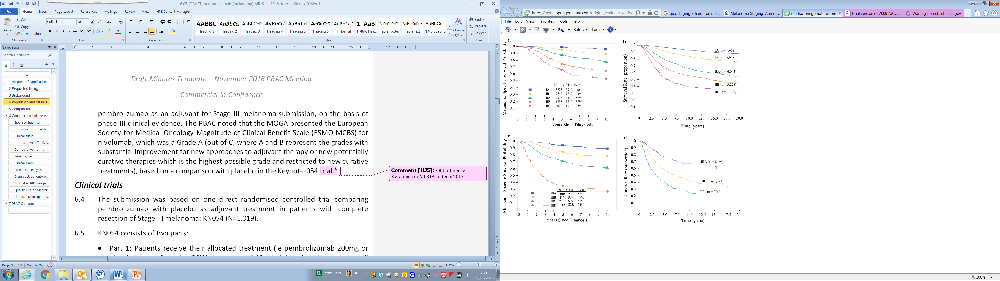 6.05 [DRAFT] pembrolizumab (melanoma) MINS 11-2018.docx - Microsoft Word
File Home Insert Page Layout References Mailings Review View HPE Content Manager
Cut
Copy
Format Painter
Paste
Calibri 10
Find
Replace
Select
Change Styles
AABBC AaBbCc AaBbCcD AaBbCcL AaBbCcI AaBbCcD AaBbCcD 1 AaBl AaBbCcDdEe AaBbCcDdE AaBbCcC
Heading 1 Heading 2 Heading 3 Heading 4 Heading 5 Heading 6 ¶ Normal ¶ PBAC Hea... Table Footer Table text ¶ No Spacing
Clipboard Font Paragraph Styles Editing
Navigation
Search Document
1 Purpose of Application
2 Requested listing
3 Background
4 Population and disease
5 Comparator
6 Consideration of the e...
Sponsor hearing
Consumer comments
Clinical trials
Comparative effective...
Comparative harms
Benefits/harms
Clinical claim
Economic analysis
Drug cost/patient/co...
Estimated PBS usage ...
Quality Use of Medici...
Financial Managemen...
7 PBAC Outcome
1 2 3 4 5 6 7 8 9 10 11 12 13 14 15 17 18
Draft Minutes Template – November 2018 PBAC Meeting
Commercial-in-Confidence
pembrolizumab as an adjuvant for Stage III melanoma submission, on the basis of
phase III clinical evidence. The PBAC noted that the MOGA presented the European
Society for Medical Oncology Magnitude of Clinical Benefit Scale (ESMO-MCBS) for
nivolumab, which was a Grade A (out of C, where A and B represent the grades with
substantial improvement for new approaches to adjuvant therapy or new potentially
curative therapies which is the highest possible grade and restricted to new curative
treatments), based on a comparison with placebo in the Keynote-054 trial.§
Comment [HJ5]: Old reference.
Reference in MOGA letter is 2017.
Clinical trials
6.4 The submission was based on one direct randomised controlled trial comparing
pembrolizumab with placebo as adjuvant treatment in patients with complete
resection of Stage III melanoma: KN054 (N=1,019).
6.5 KN054 consists of two parts:
• Part 1: Patients receive their allocated treatment (ie pembrolizumab 200mg or
Page: 9 of 33 Words: 29 150%
Front Door SAP ESS
8:39
15/11/2018
https://media.springernature.com/original/springer-static/i
ajcc staging 7th edition mel...
Melanoma Staging: Americ...
media.springernature.com
Final version of 2009 AJCC ...
Waiting for ncbi.nlm.nih.gov
File Edit View Favorites Tools Help
Page Safety Tools
a
Melanoma-Specific Survival Probability
1.0
0.9
0.8
0.7
0.6
0.5
0.4
0.3
0.2
0.1
N 5-YR 10-YR
IA 5225 99% 98%
IB 5749 97% 94%
IIA 2338 94% 88%
IIB 1688 87% 82%
IIC 691 82% 75%
0 1 2 3 4 5 6 7 8 9 10
Years Since Diagnosis
b
Survival Rate (proportion)
1.0
0.9
0.8
0.7
0.6
0.5
0.4
0.3
0.2
0.1
IA (n = 9,452)
IB (n = 8,918)
IIA (n = 4,644)
IIB (n = 3,228)
IIC (n = 1,397)
0.0 2.5 5.0 7.5 10.0 12.5 15.0 17.5 20.0
Time (years)
c
Melanoma-Specific Survival Probability
1.0
0.9
0.8
0.7
0.6
0.5
0.4
0.3
0.2
0.1
N 5-YR 10-YR
IIIA 1006 93% 88%
IIIB 1170 83% 77%
IIIC 2201 69% 60%
IIID 205 32% 24%
0 1 2 3 4 5 6 7 8 9 10
Years Since Diagnosis
d
Survival Rate (proportion)
1.0
0.9
0.8
0.7
0.6
0.5
0.4
0.3
0.2
0.1
IIIA (n = 1,196)
IIIB (n = 1,391)
IIIC (n = 720)
0.0 2.5 5.0 7.5 10.0 12.5 15.0 17.5 20.0
Time (years)
100%